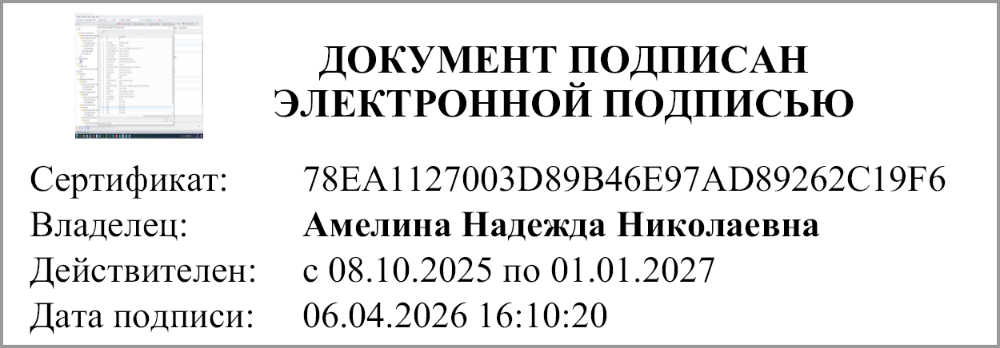 ДОКУМЕНТ ПОДПИСАН
ЭЛЕКТРОННОЙ ПОДПИСЬЮ
Сертификат: 78EA1127003D89B46E97AD89262C19F6
Владелец: Амелина Надежда Николаевна
Действителен: с 08.10.2025 по 01.01.2027
Дата подписи: 06.04.2026 16:10:20